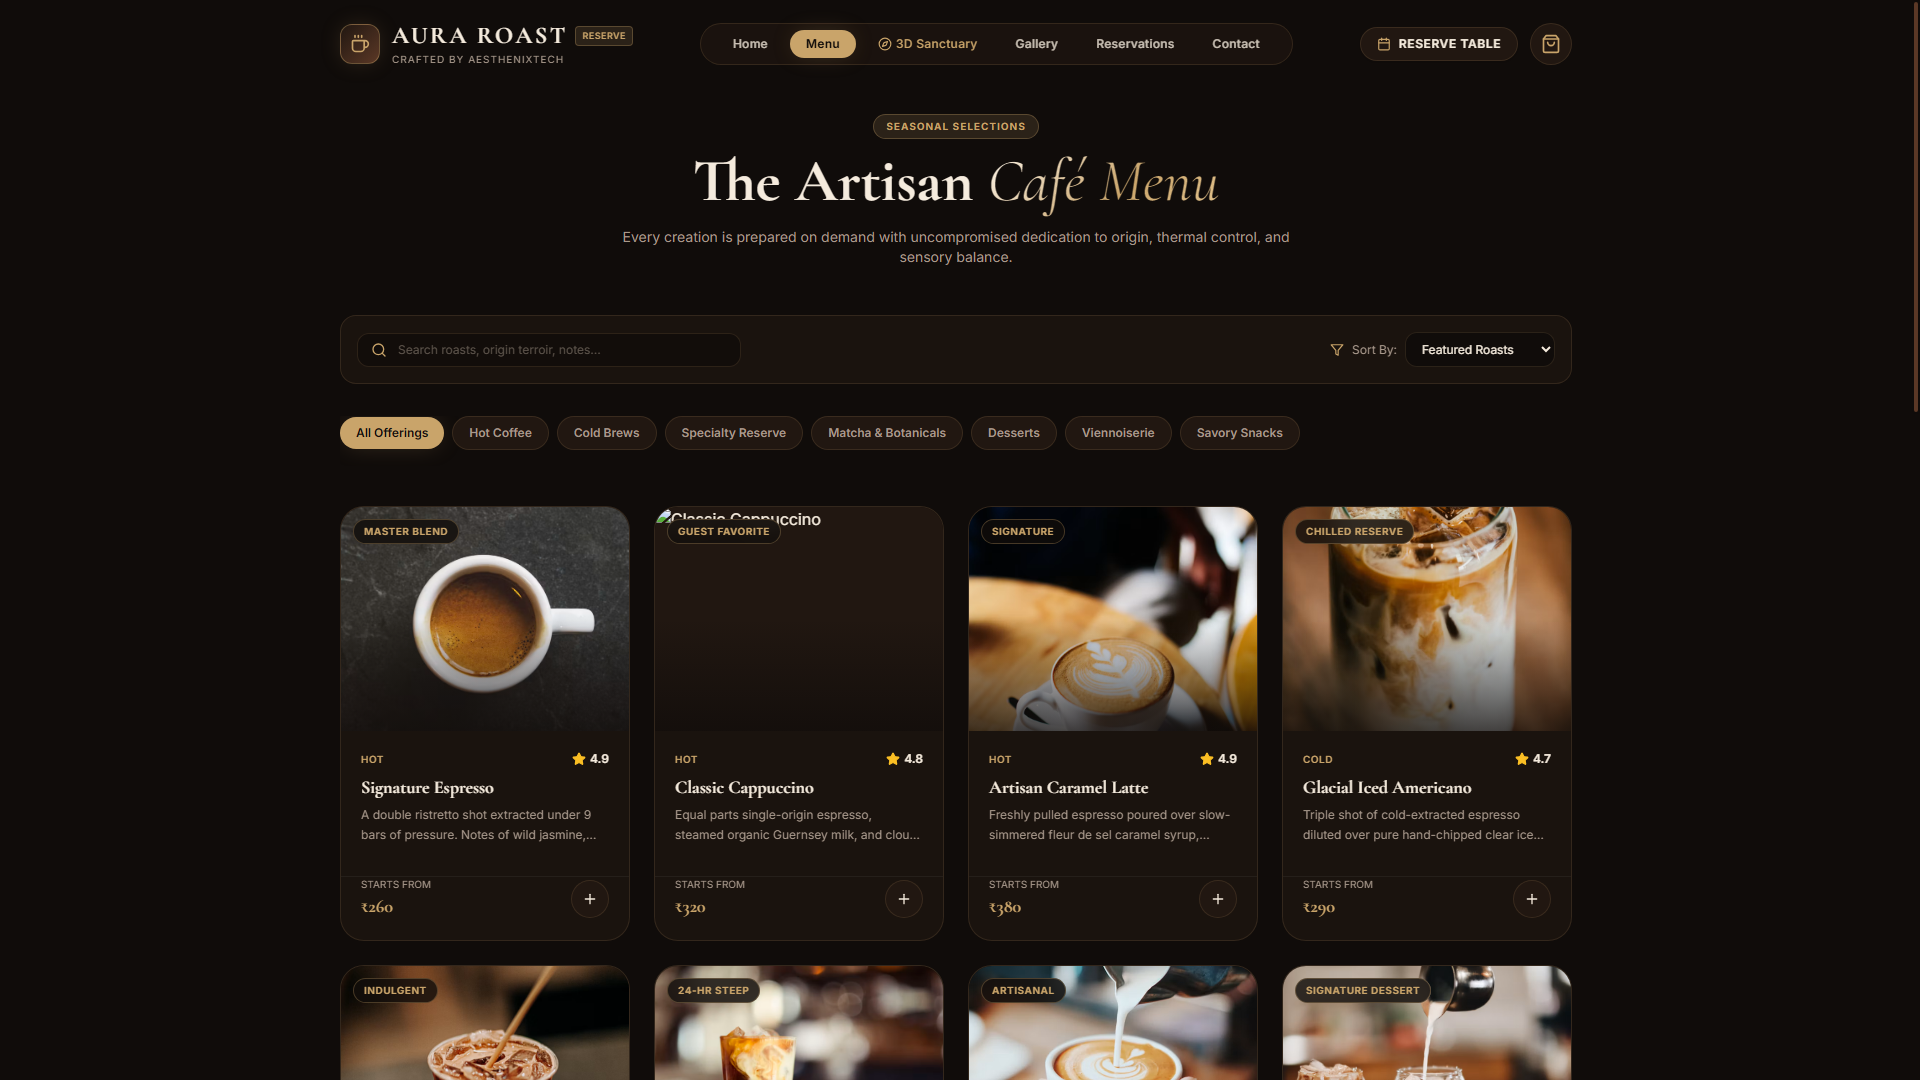 AURA ROAST RESERVE
CRAFTED BY AESTHENIXTECH
Home Menu 3D Sanctuary Gallery Reservations Contact
RESERVE TABLE
SEASONAL SELECTIONS
The Artisan Café Menu
Every creation is prepared on demand with uncompromised dedication to origin, thermal control, and
sensory balance.
Search roasts, origin terroir, notes...
Sort By: Featured Roasts
All Offerings Hot Coffee Cold Brews Specialty Reserve Matcha & Botanicals Desserts Viennoiserie Savory Snacks
MASTER BLEND
HOT 4.9
Signature Espresso
A double ristretto shot extracted under 9
bars of pressure. Notes of wild jasmine,...
STARTS FROM
₹260
Classic Cappuccino
GUEST FAVORITE
HOT 4.8
Classic Cappuccino
Equal parts single-origin espresso,
steamed organic Guernsey milk, and clou...
STARTS FROM
₹320
SIGNATURE
HOT 4.9
Artisan Caramel Latte
Freshly pulled espresso poured over slow-
simmered fleur de sel caramel syrup,...
STARTS FROM
₹380
CHILLED RESERVE
COLD 4.7
Glacial Iced Americano
Triple shot of cold-extracted espresso
diluted over pure hand-chipped clear ice...
STARTS FROM
₹290
INDULGENT
24-HR STEEP
ARTISANAL
SIGNATURE DESSERT